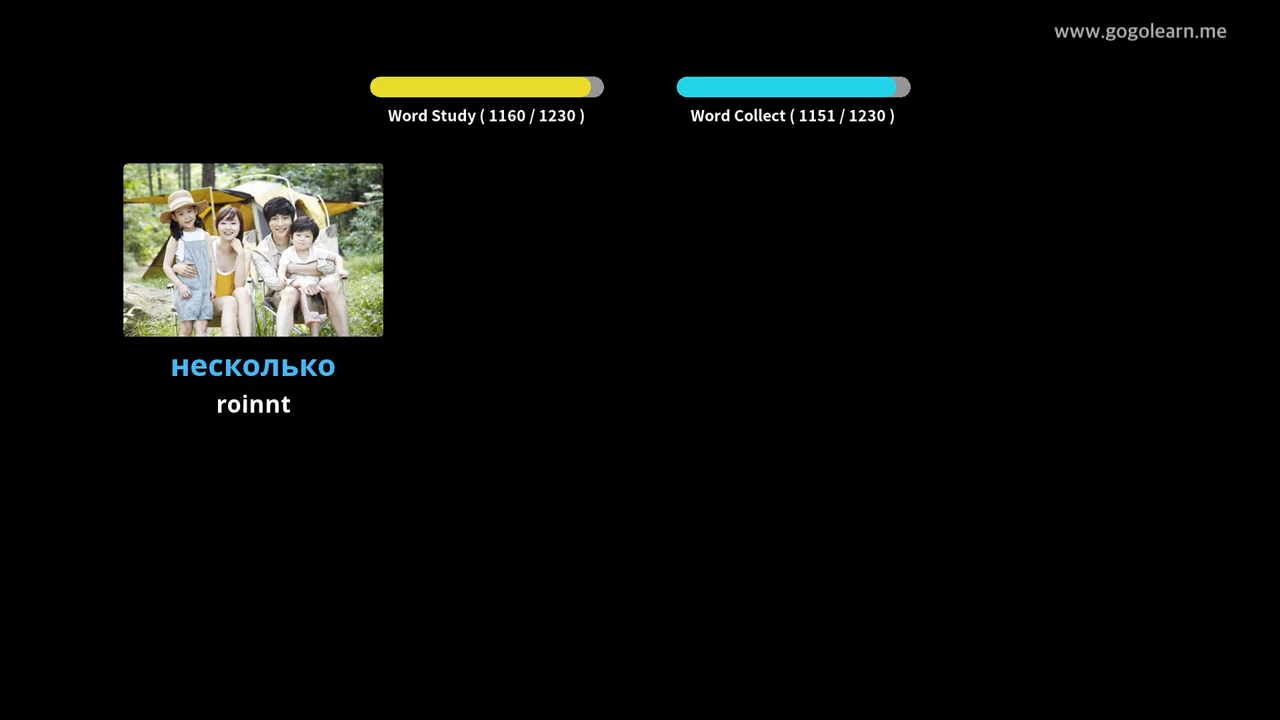 www.gogolearn.me
Word Study ( 1160 / 1230 )
Word Collect ( 1151 / 1230 )
несколько
roinnt